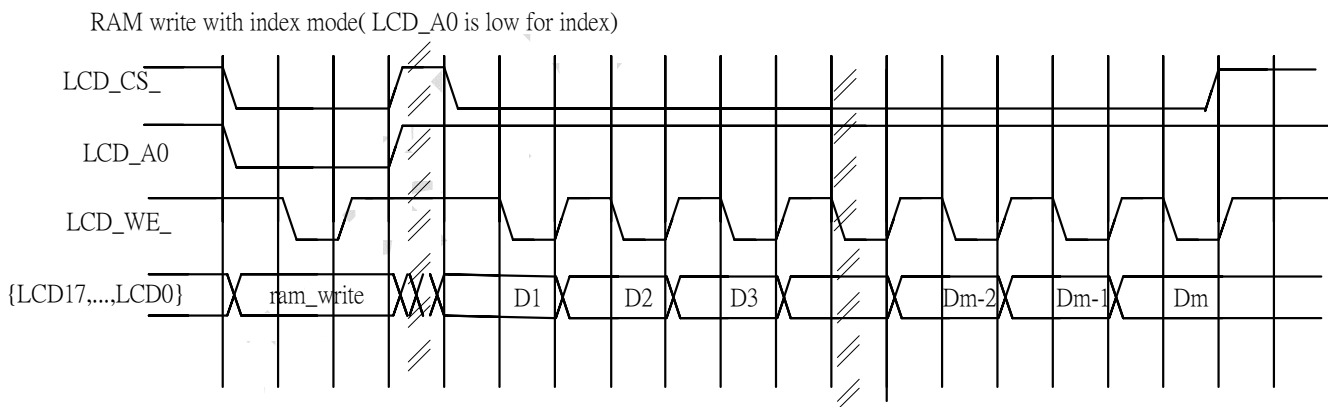 RAM write with index mode( LCD_A0 is low for index)
LCD_CS_
LCD_A0
LCD_WE_
{LCD17,...,LCD0} ram_write D1 D2 D3 Dm-2 Dm-1 Dm